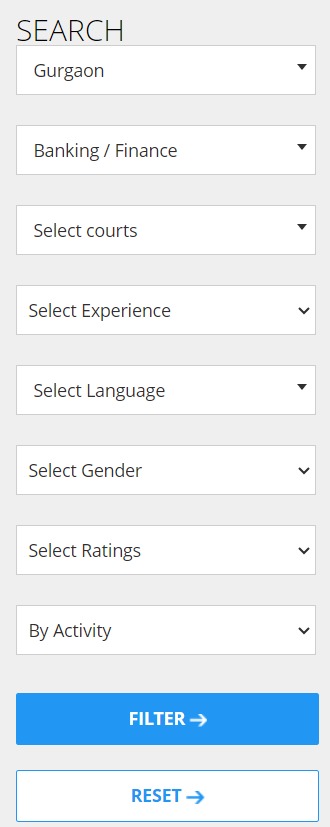 SEARCH
Gurgaon
Banking / Finance
Select courts
Select Experience
Select Language
Select Gender
Select Ratings
By Activity
FILTER
RESET